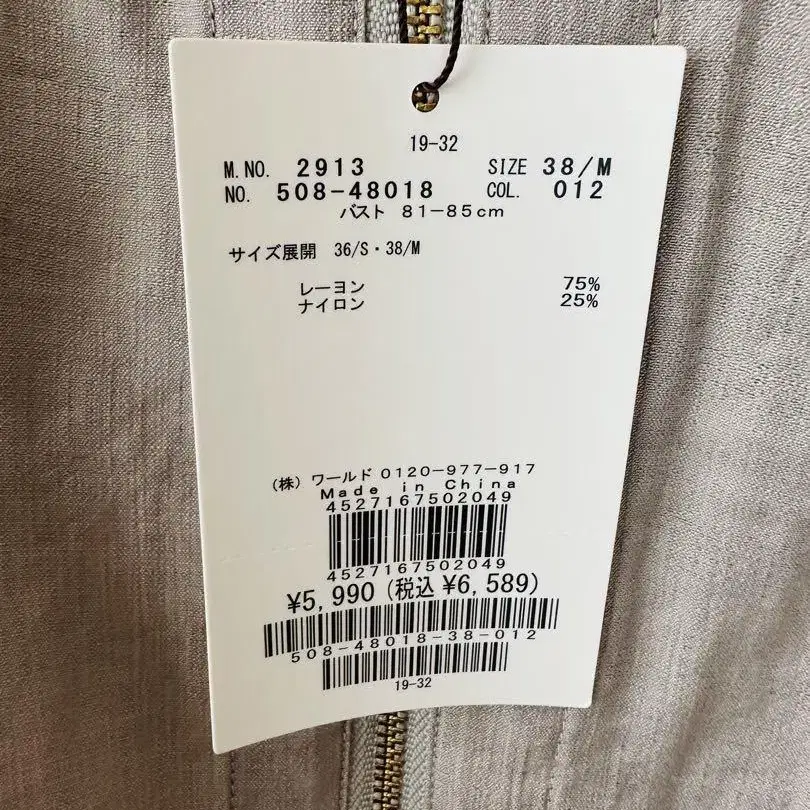 19-32
M.NO. 2913 SIZE 38/M
NO. 508-48018 COL. 012
バスト 81-85cm
サイズ展開 36/S・38/M
レーヨン 75%
ナイロン 25%
(株) ワールド 0120-977-917
Made in China
4527167502049
4527167502049
¥5,990 (税込 ¥6,589)
508-48018-38-012
19-32